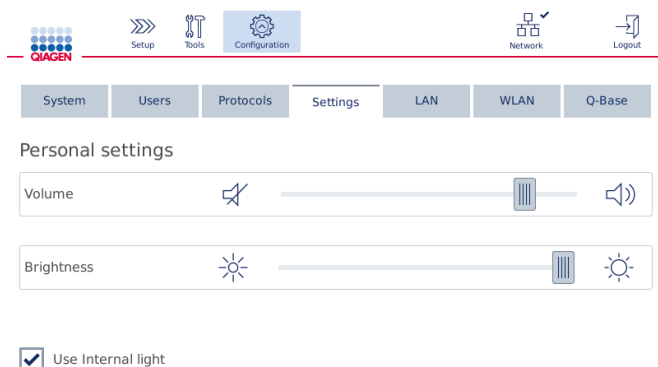 QIAGEN
Setup
Tools
Configuration
Network
Logout
System
Users
Protocols
Settings
LAN
WLAN
Q-Base
Personal settings
Volume
Brightness
Use Internal light